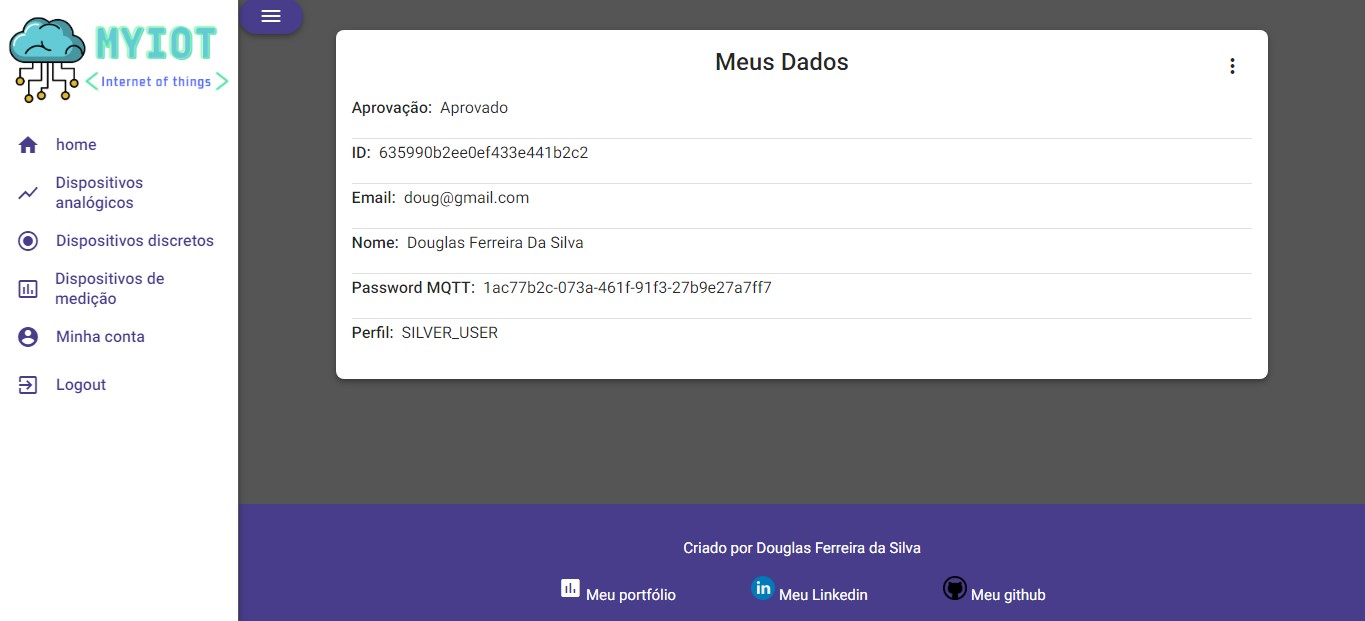 MYIOT
Internet of things
home
Dispositivos
analógicos
Dispositivos discretos
Dispositivos de
medição
Minha conta
Logout
Meus Dados
Aprovação: Aprovado
ID: 635990b2ee0ef433e441b2c2
Email: doug@gmail.com
Nome: Douglas Ferreira Da Silva
Password MQTT: 1ac77b2c-073a-461f-91f3-27b9e27a7ff7
Perfil: SILVER_USER
Criado por Douglas Ferreira da Silva
Meu portfólio
in Meu Linkedin
Meu github